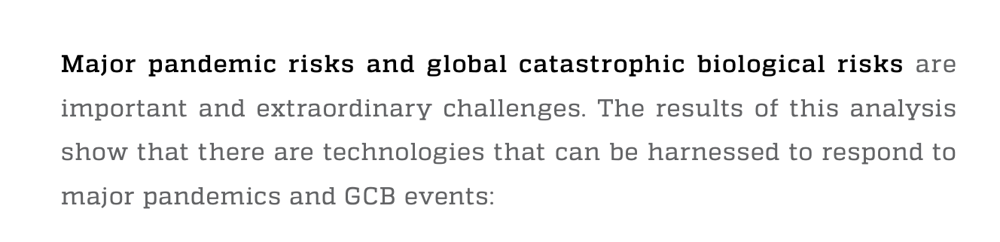 Major pandemic risks and global catastrophic biological risks are
important and extraordinary challenges. The results of this analysis
show that there are technologies that can be harnessed to respond to
major pandemics and GCB events: